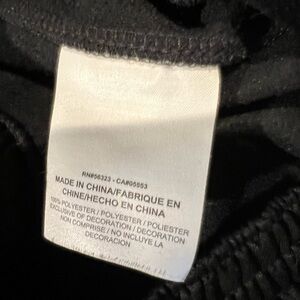 RN#56323 - CA#05553
MADE IN CHINA/FABRIQUE EN
CHINE/HECHO EN CHINA
100% POLYESTER / POLYESTER / POLIESTER
EXCLUSIVE OF DECORATION / DECORATION
NON COMPRISE / NO INCLUYE LA
DECORACION